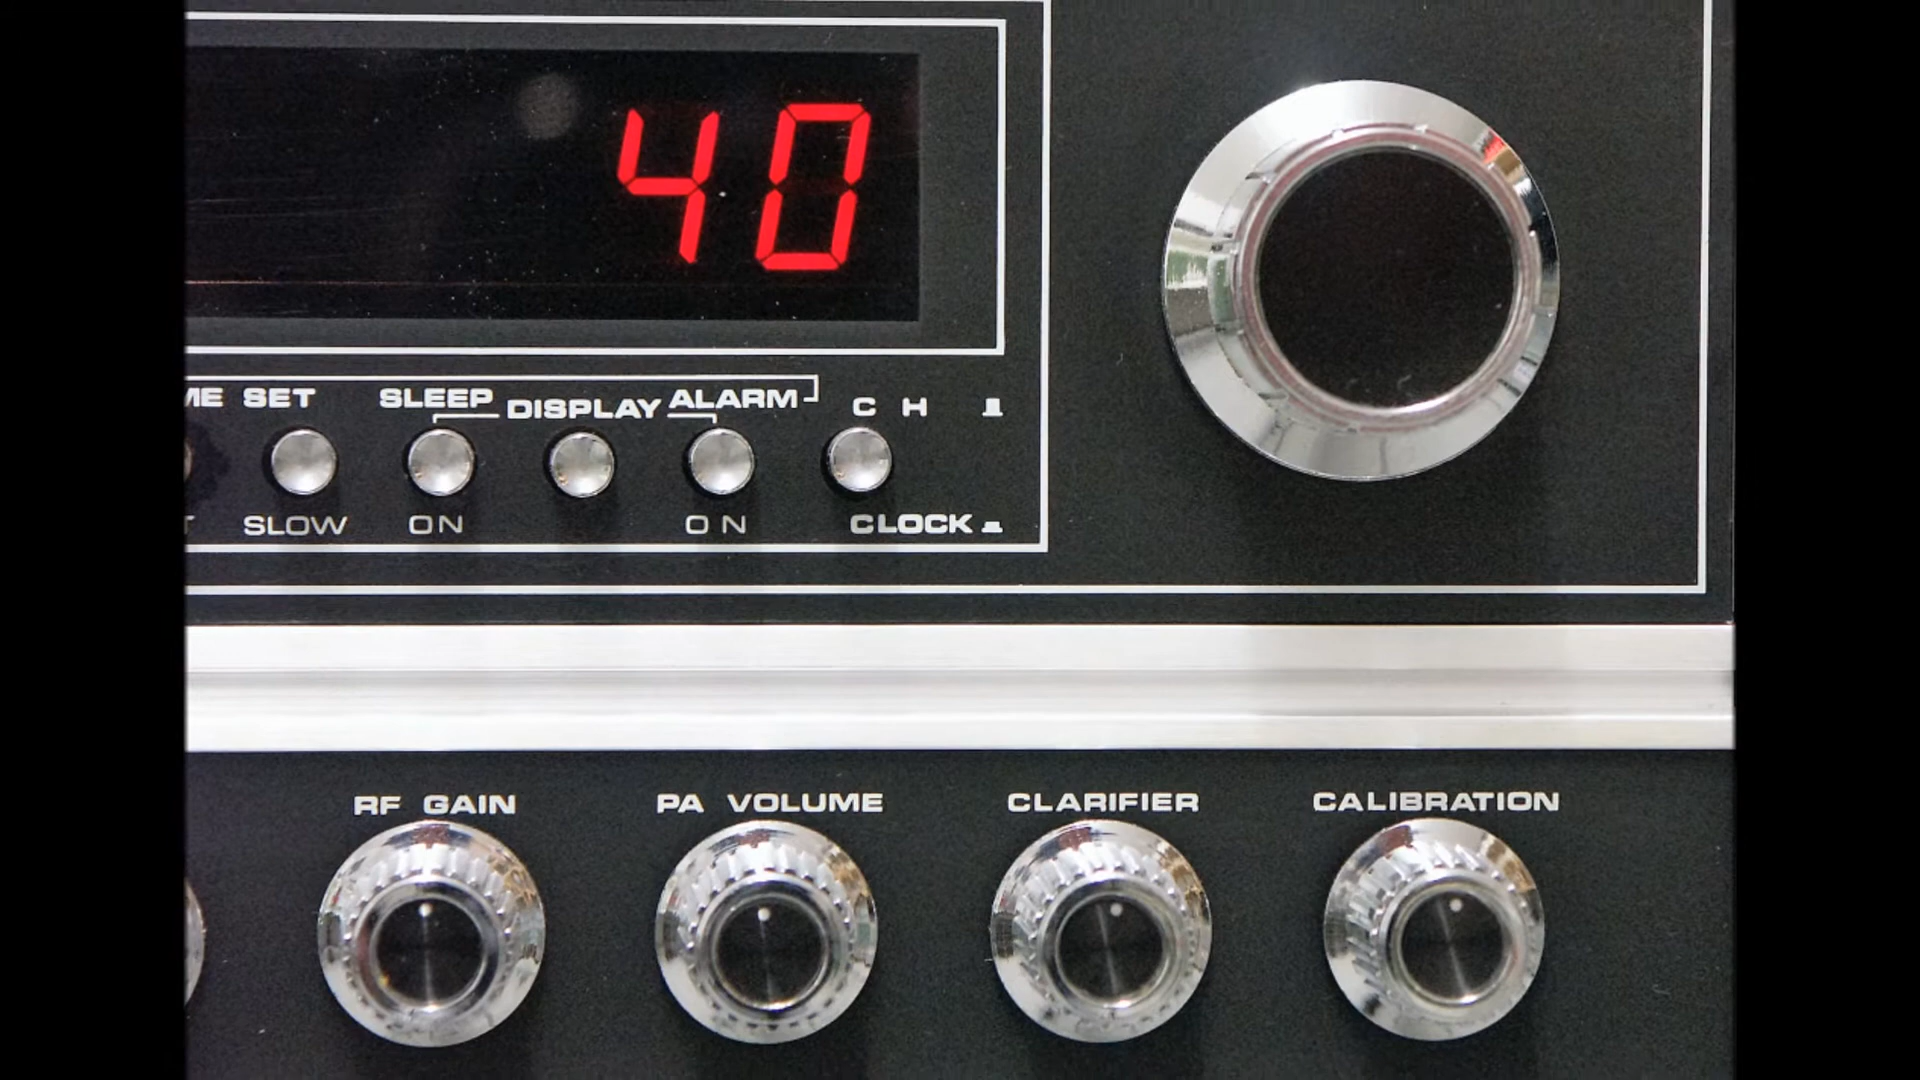 40
SET SLEEP DISPLAY ALARM C H
SLOW ON ON CLOCK
RF GAIN PA VOLUME CLARIFIER CALIBRATION